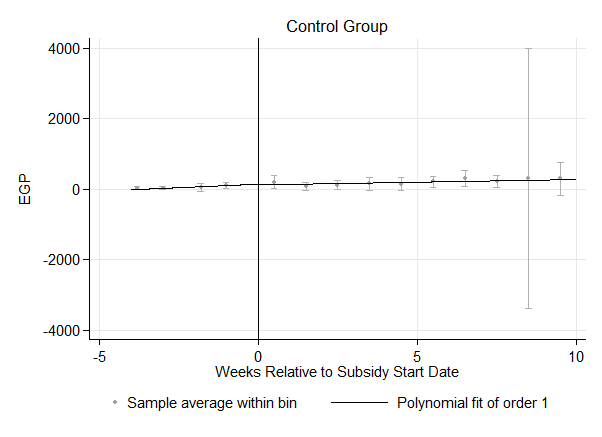 Control Group
4000
2000
0
-2000
-4000
EGP
-5
0
5
10
Weeks Relative to Subsidy Start Date
Sample average within bin
Polynomial fit of order 1